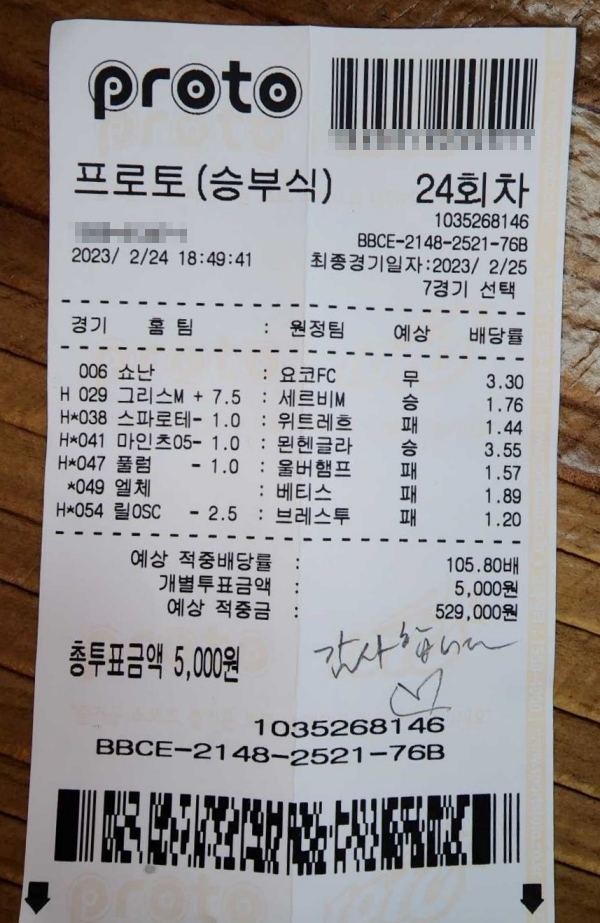 proto
프로토(승부식) 24회차
1035268146
BBCE-2148-2521-76B
2023/ 2/24 18:49:41 최종경기일자:2023/ 2/25
7경기 선택
경기 홈팀 : 원정팀 예상 배당률
006 쇼난 : 요코FC 무 3.30
H 029 그리스M + 7.5 : 세르비M 승 1.76
H*038 스파로테- 1.0 : 위트레흐 패 1.44
H*041 마인츠05- 1.0 : 묀헨글라 승 3.55
H*047 풀럼 - 1.0 : 울버햄프 패 1.57
*049 엘체 : 베티스 패 1.89
H*054 릴OSC - 2.5 : 브레스투 패 1.20
예상 적중배당률 : 105.80배
개별투표금액 : 5,000원
예상 적중금 : 529,000원
감사합니다
총투표금액 5,000원
1035268146
BBCE-2148-2521-76B
proto